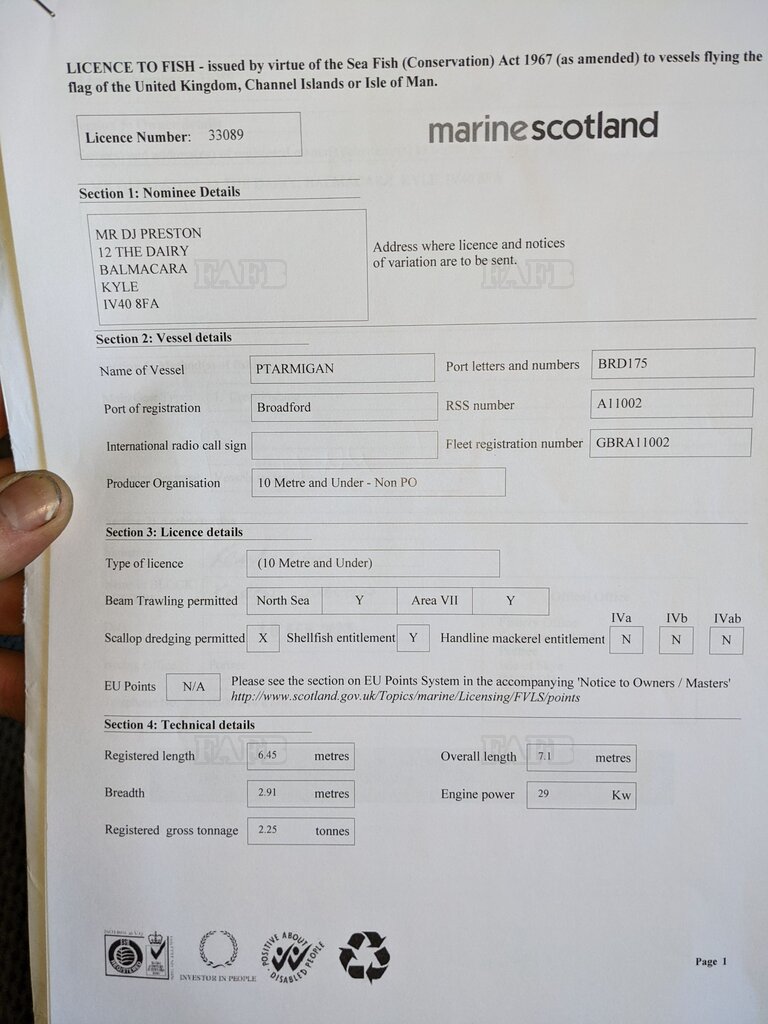 LICENCE TO FISH - issued by virtue of the Sea Fish (Conservation) Act 1967 (as amended) to vessels flying the
flag of the United Kingdom, Channel Islands or Isle of Man.
Licence Number: 33089
marinescotland
Section 1: Nominee Details
MR DJ PRESTON
12 THE DAIRY
BALMACARA
KYLE
IV40 8FA
Address where licence and notices
of variation are to be sent.
FAFB FAFB
Section 2: Vessel details
Name of Vessel PTARMIGAN Port letters and numbers BRD175
Port of registration Broadford RSS number A11002
International radio call sign Fleet registration number GBRA11002
Producer Organisation 10 Metre and Under - Non PO
Section 3: Licence details
Type of licence (10 Metre and Under)
Beam Trawling permitted North Sea Y Area VII Y
IVa IVb IVab
Scallop dredging permitted X Shellfish entitlement Y Handline mackerel entitlement N N N
EU Points N/A Please see the section on EU Points System in the accompanying 'Notice to Owners / Masters'
http://www.scotland.gov.uk/Topics/marine/Licensing/FVLS/points
Section 4: Technical details
FAFB FAFB
Registered length 6.45 metres Overall length 7.1 metres
Breadth 2.91 metres Engine power 29 Kw
Registered gross tonnage 2.25 tonnes
INVESTOR IN PEOPLE
POSITIVE ABOUT DISABLED PEOPLE
Page 1